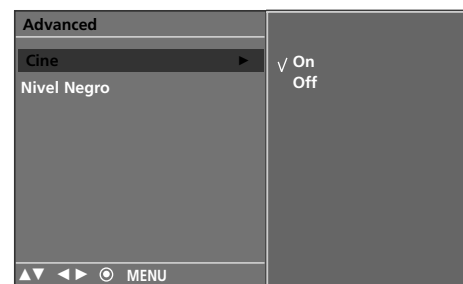 Advanced
Cine ►
Nivel Negro
√ On
Off
▲▼ ◄► ◉ MENU